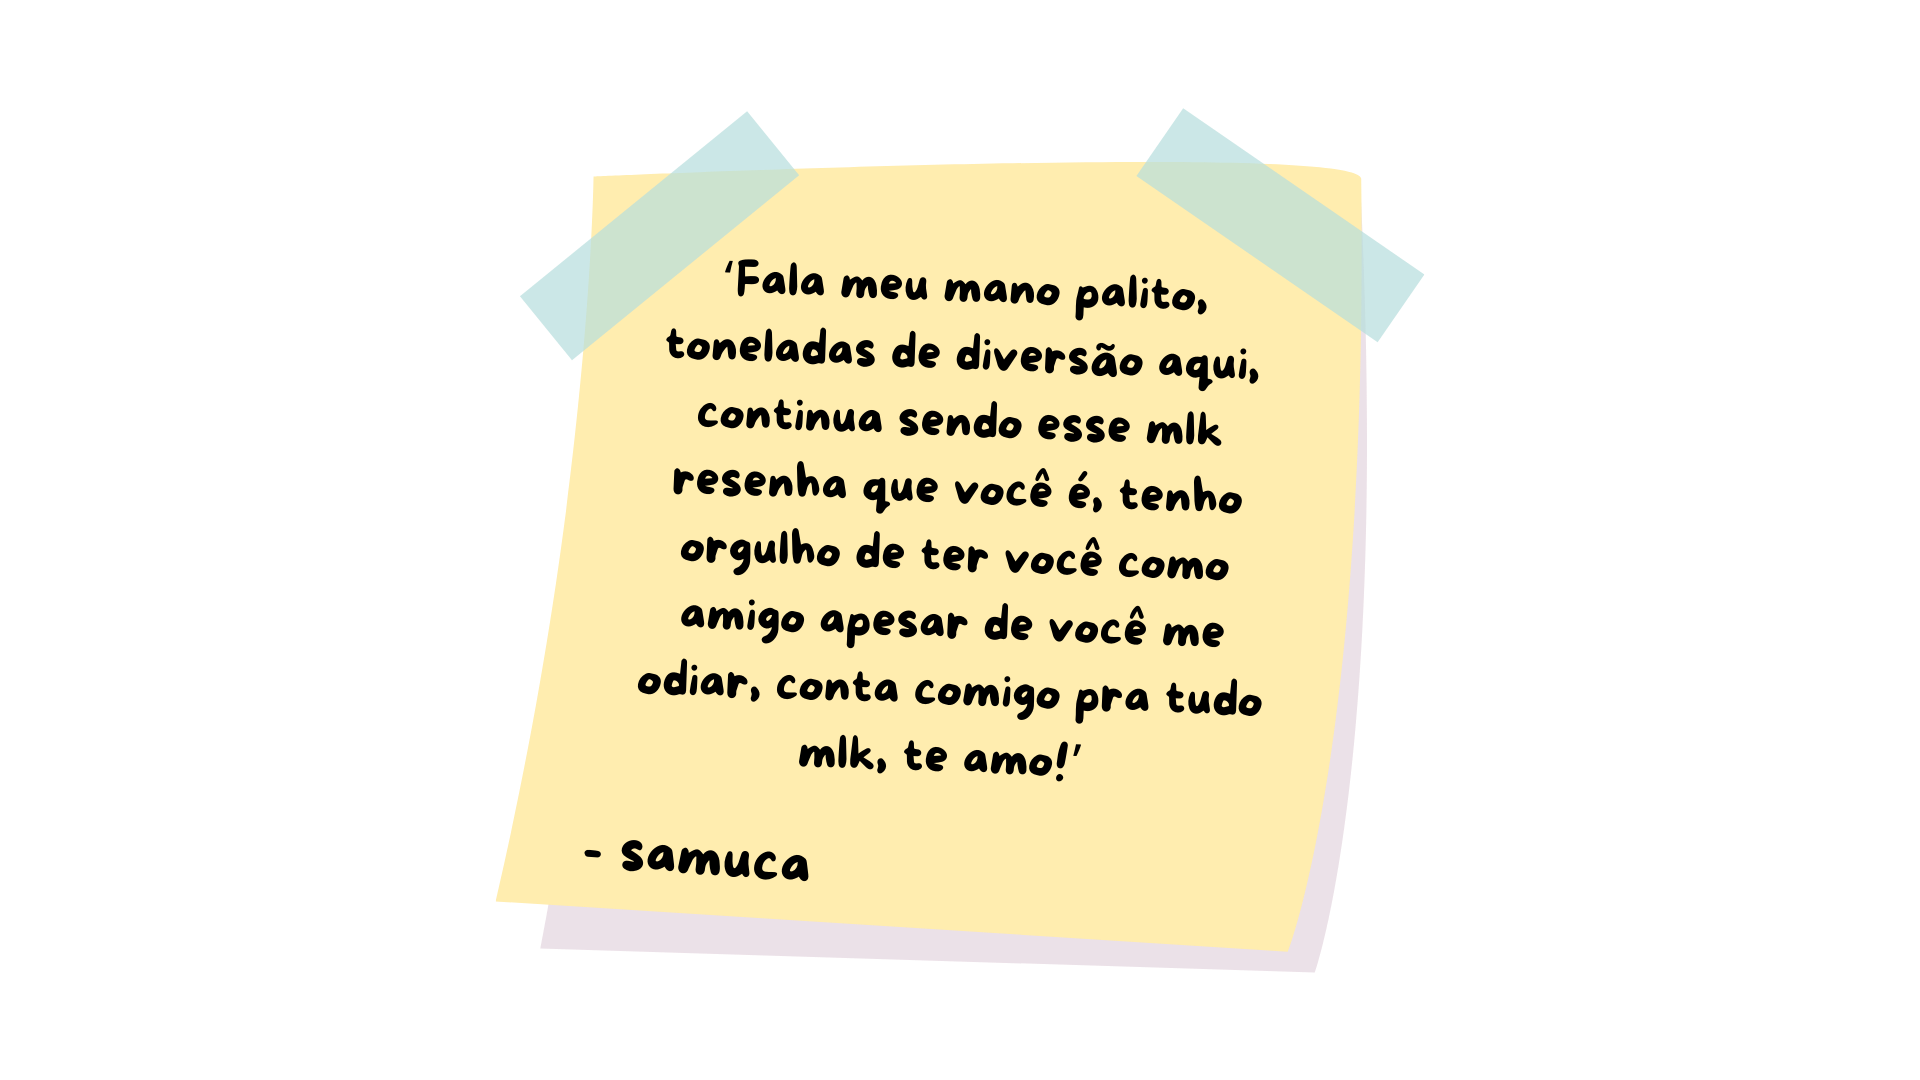 ‘Fala meu mano palito,
toneladas de diversão aqui,
continua sendo esse mlk
resenha que você é, tenho
orgulho de ter você como
amigo apesar de você me
odiar, conta comigo pra tudo
mlk, te amo!’
- samuca